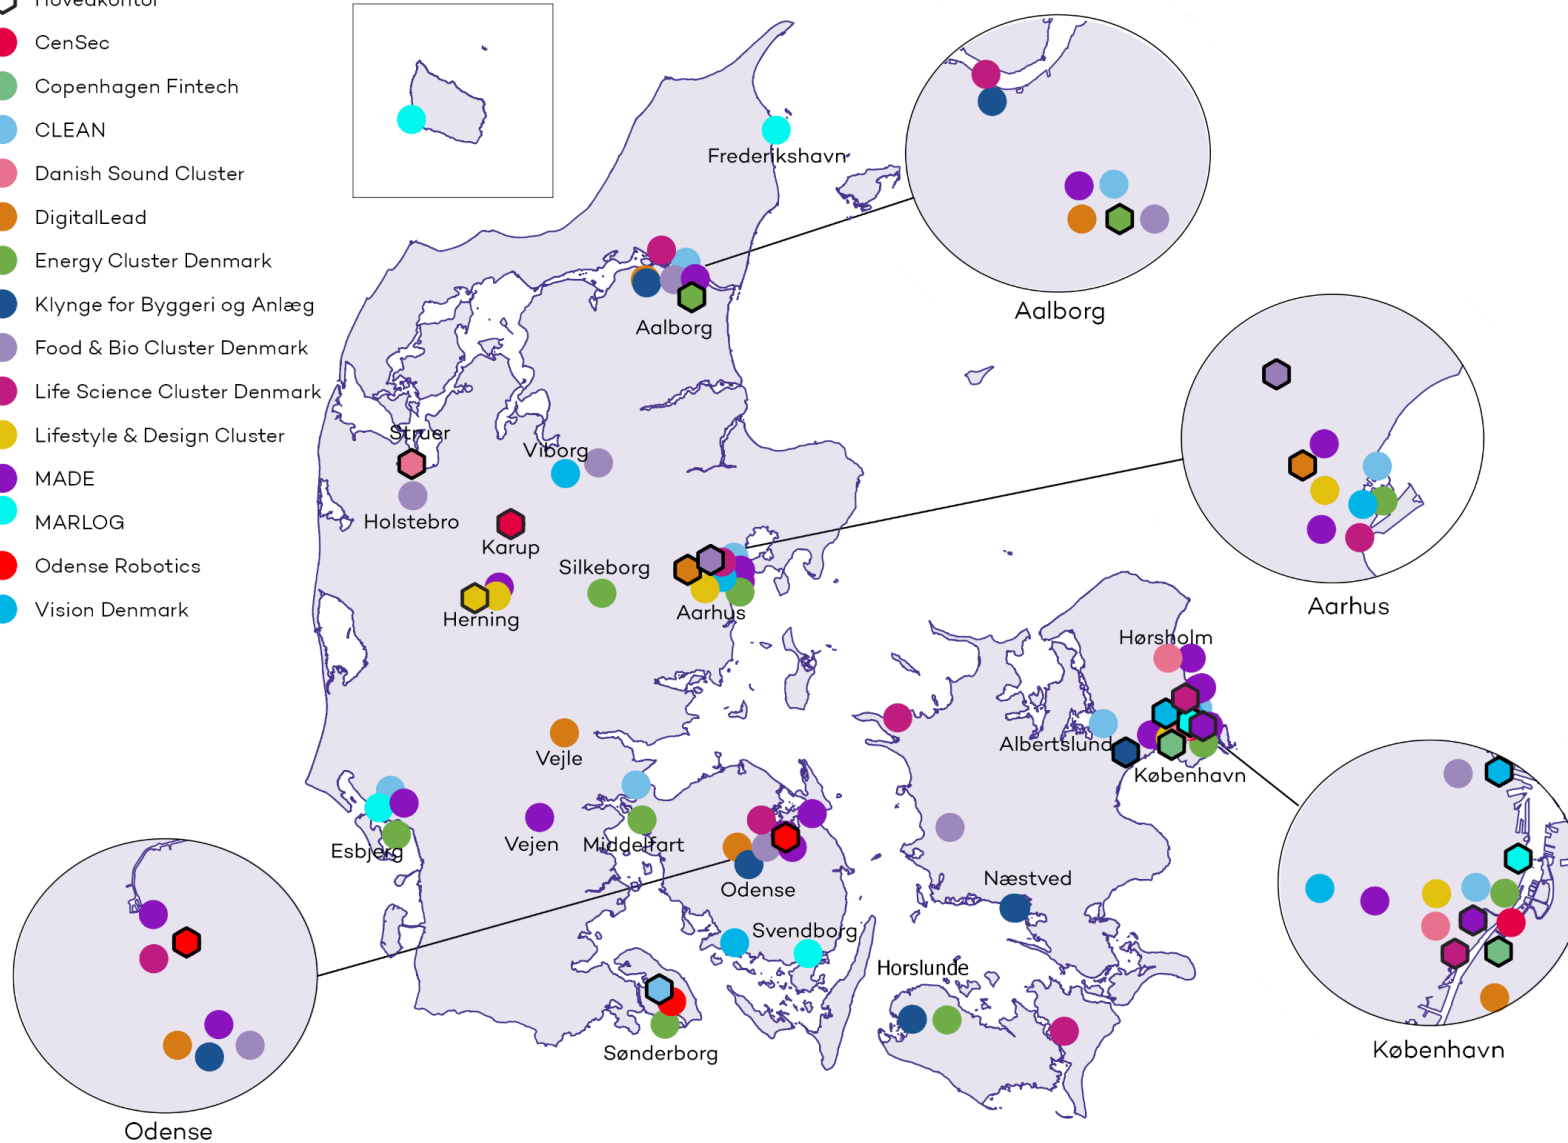 Hovedkontor
CenSec
Copenhagen Fintech
CLEAN
Danish Sound Cluster
DigitalLead
Energy Cluster Denmark
Klynge for Byggeri og Anlæg
Food & Bio Cluster Denmark
Life Science Cluster Denmark
Lifestyle & Design Cluster
MADE
MARLOG
Odense Robotics
Vision Denmark
Frederikshavn
Aalborg
Aalborg
Struer
Viborg
Holstebro
Karup
Silkeborg
Herning
Aarhus
Aarhus
Hørsholm
Albertslund
København
Vejle
Esbjerg
Vejen
Middelfart
Odense
Næstved
Svendborg
Horslunde
Sønderborg
København
Odense